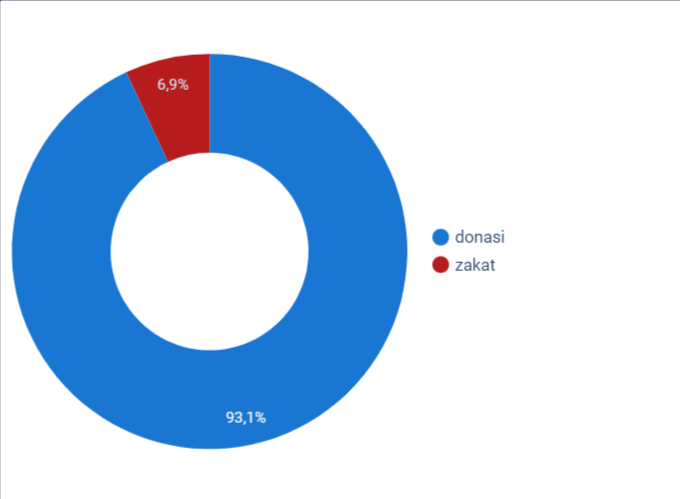 6,9%
donasi
zakat
93,1%